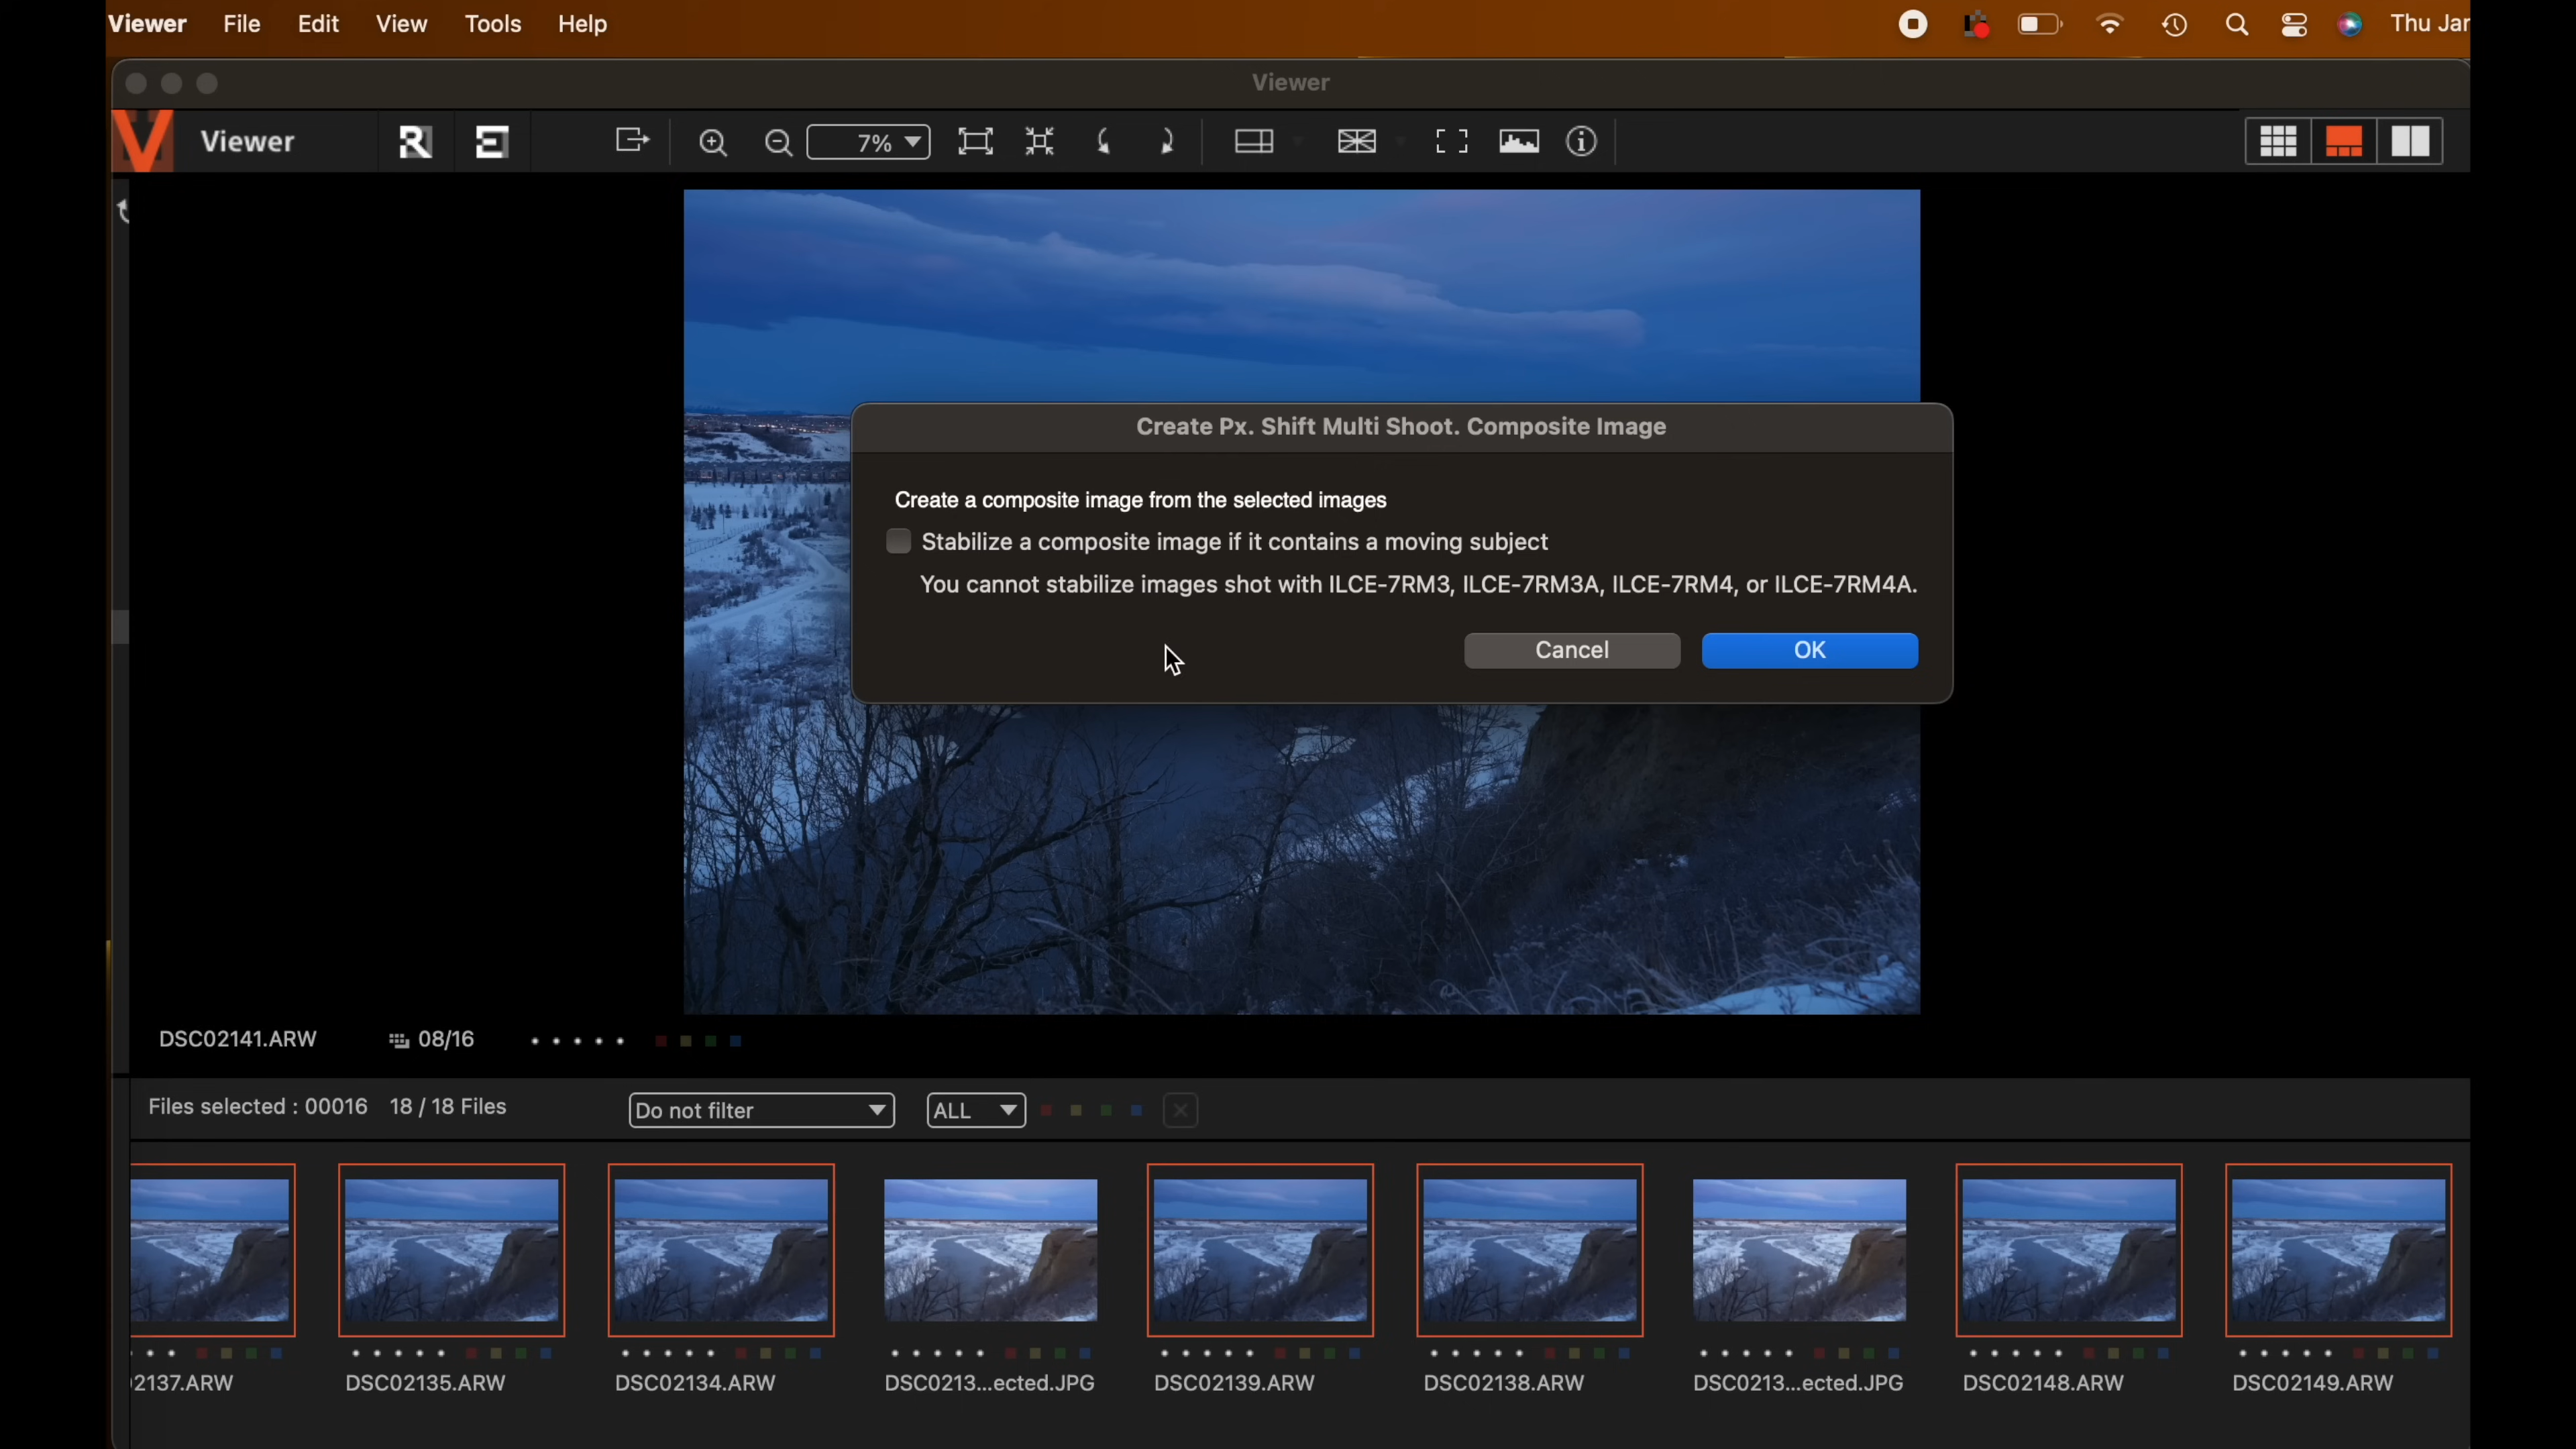 Viewer File Edit View Tools Help Thu Jar
Viewer
Viewer 7%
Create Px. Shift Multi Shoot. Composite Image
Create a composite image from the selected images
Stabilize a composite image if it contains a moving subject
You cannot stabilize images shot with ILCE-7RM3, ILCE-7RM3A, ILCE-7RM4, or ILCE-7RM4A.
Cancel OK
DSC02141.ARW 08/16
Files selected : 00016 18 / 18 Files Do not filter ALL
2137.ARW DSC02135.ARW DSC02134.ARW DSC0213...ected.JPG DSC02139.ARW DSC02138.ARW DSC0213...ected.JPG DSC02148.ARW DSC02149.ARW